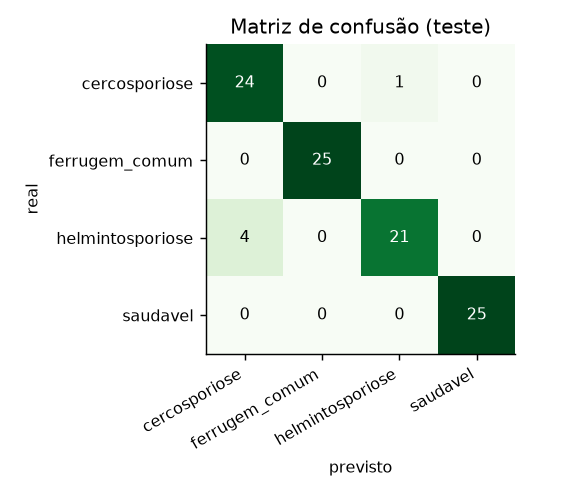 Matriz de confusão (teste)
real
cercosporiose 24 0 1 0
ferrugem_comum 0 25 0 0
helmintosporiose 4 0 21 0
saudavel 0 0 0 25
cercosporiose ferrugem_comum helmintosporiose saudavel
previsto